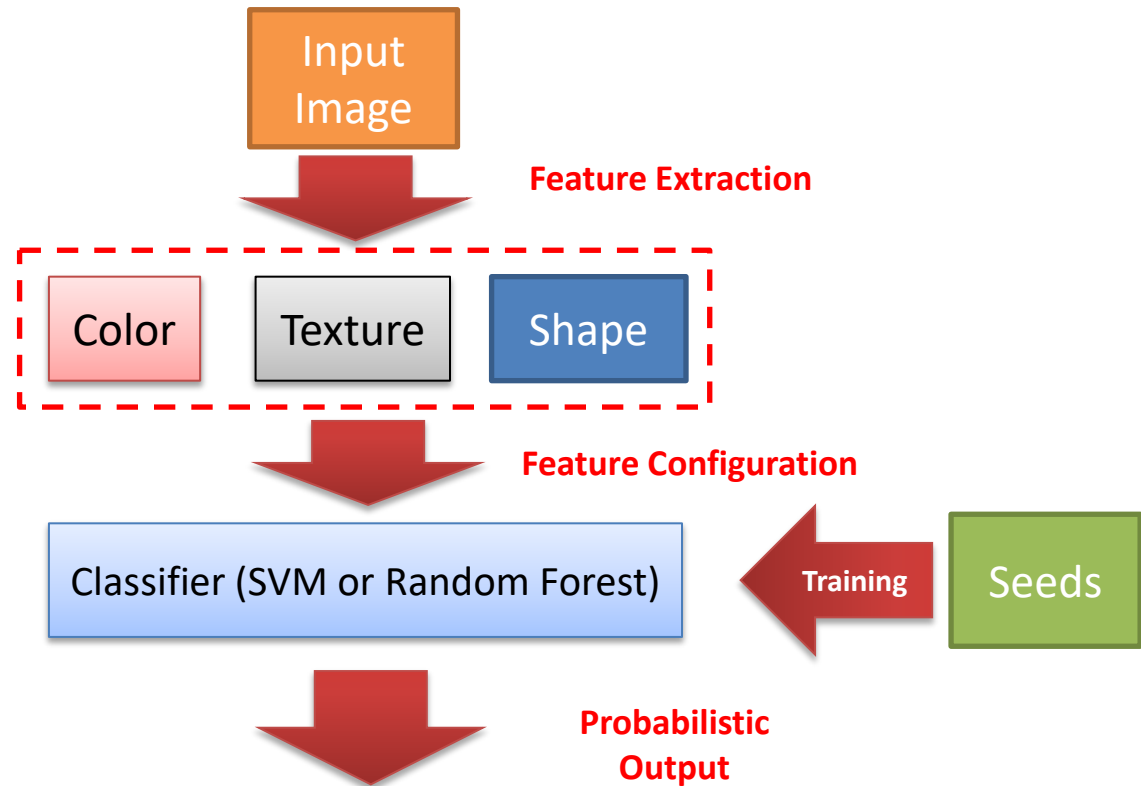 Input
Image
Feature Extraction
Color
Texture
Shape
Feature Configuration
Classifier (SVM or Random Forest)
Training
Seeds
Probabilistic
Output